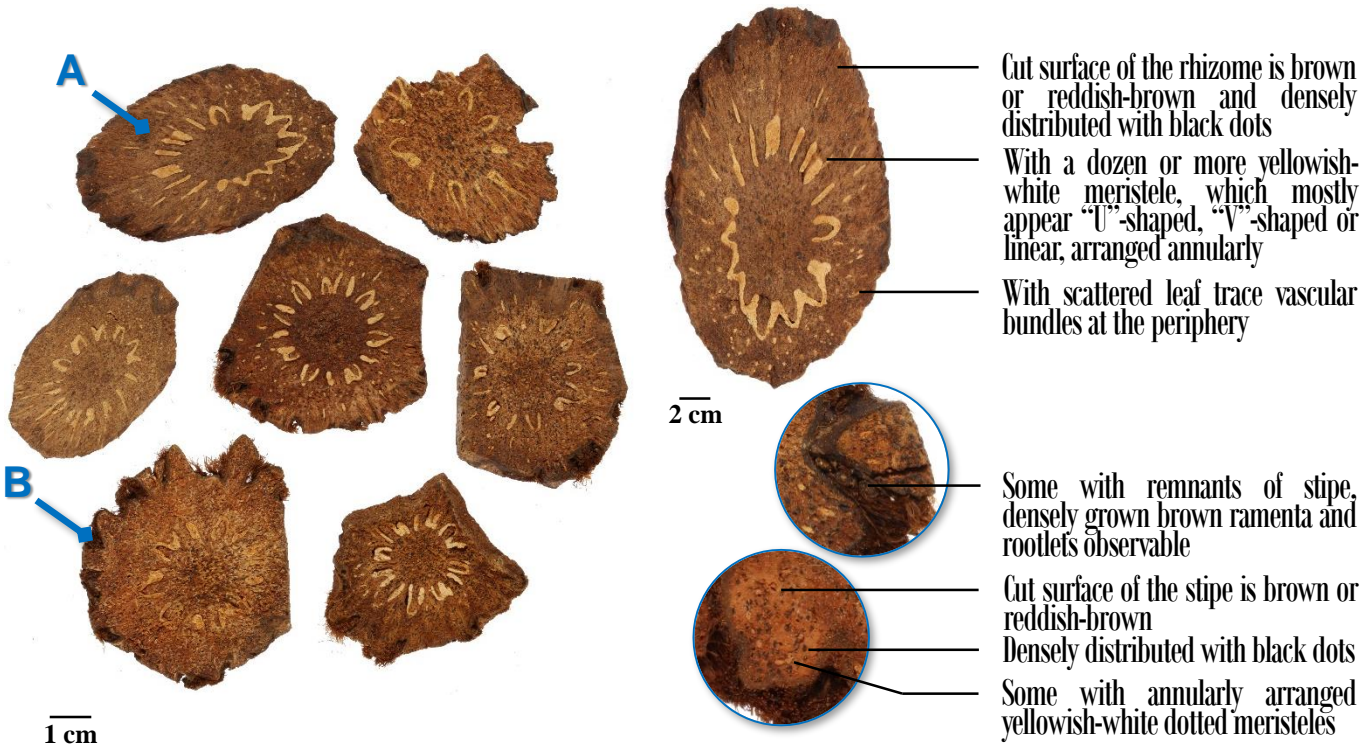 A
B
1 cm
2 cm
Cut surface of the rhizome is brown
or reddish-brown and densely
distributed with black dots
With a dozen or more yellowish-
white meristele, which mostly
appear “U”-shaped, “V”-shaped or
linear, arranged annularly
With scattered leaf trace vascular
bundles at the periphery
Some with remnants of stipe,
densely grown brown ramenta and
rootlets observable
Cut surface of the stipe is brown or
reddish-brown
Densely distributed with black dots
Some with annularly arranged
yellowish-white dotted meristeles